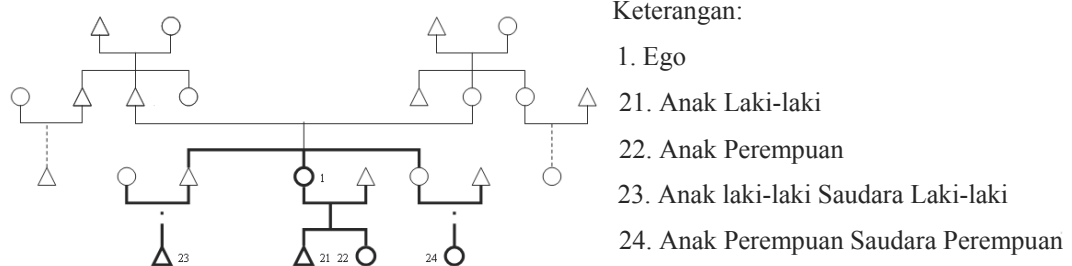 Keterangan:
1. Ego
21. Anak Laki-laki
22. Anak Perempuan
23. Anak laki-laki Saudara Laki-laki
24. Anak Perempuan Saudara Perempuan
1
23
21 22
24